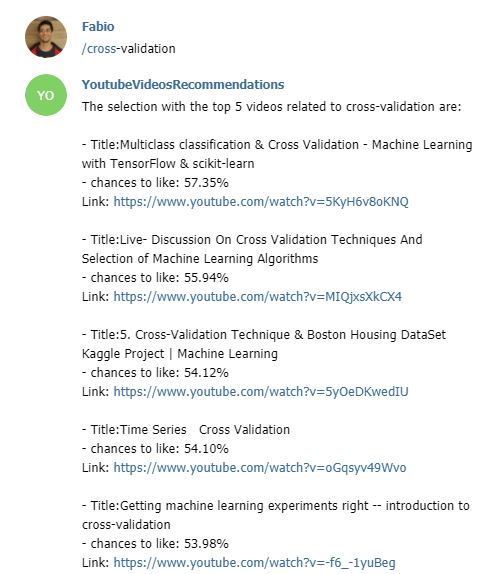 Fabio
/cross-validation
YO
YoutubeVideosRecommendations
The selection with the top 5 videos related to cross-validation are:
- Title:Multiclass classification & Cross Validation - Machine Learning
with TensorFlow & scikit-learn
- chances to like: 57.35%
Link: https://www.youtube.com/watch?v=5KyH6v8oKNQ
- Title:Live- Discussion On Cross Validation Techniques And
Selection of Machine Learning Algorithms
- chances to like: 55.94%
Link: https://www.youtube.com/watch?v=MIQjxsXkCX4
- Title:5. Cross-Validation Technique & Boston Housing DataSet
Kaggle Project | Machine Learning
- chances to like: 54.12%
Link: https://www.youtube.com/watch?v=5yOeDKwedIU
- Title:Time Series   Cross Validation
- chances to like: 54.10%
Link: https://www.youtube.com/watch?v=oGqsyv49Wvo
- Title:Getting machine learning experiments right -- introduction to
cross-validation
- chances to like: 53.98%
Link: https://www.youtube.com/watch?v=-f6_-1yuBeg